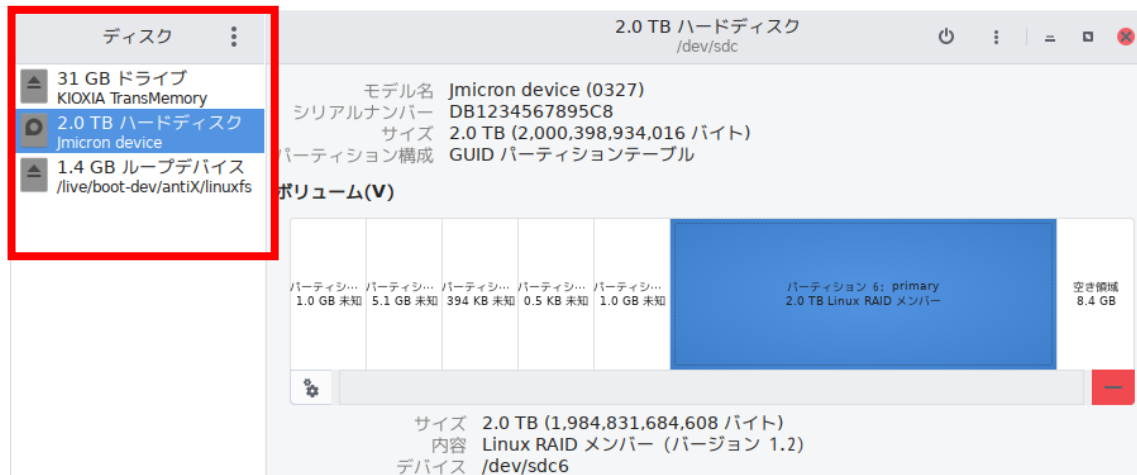 ディスク
2.0 TB ハードディスク
/dev/sdc
31 GB ドライブ
KIOXIA TransMemory
2.0 TB ハードディスク
Jmicron device
1.4 GB ループデバイス
/live/boot-dev/antiX/linuxfs
モデル名 Jmicron device (0327)
シリアルナンバー DB1234567895C8
サイズ 2.0 TB (2,000,398,934,016 バイト)
パーティション構成 GUID パーティションテーブル
ボリューム(V)
パーティシ… パーティシ… パーティシ… パーティシ… パーティシ… パーティション 6: primary 空き領域
1.0 GB 未知 5.1 GB 未知 394 KB 未知 0.5 KB 未知 1.0 GB 未知 2.0 TB Linux RAID メンバー 8.4 GB
サイズ 2.0 TB (1,984,831,684,608 バイト)
内容 Linux RAID メンバー (バージョン 1.2)
デバイス /dev/sdc6